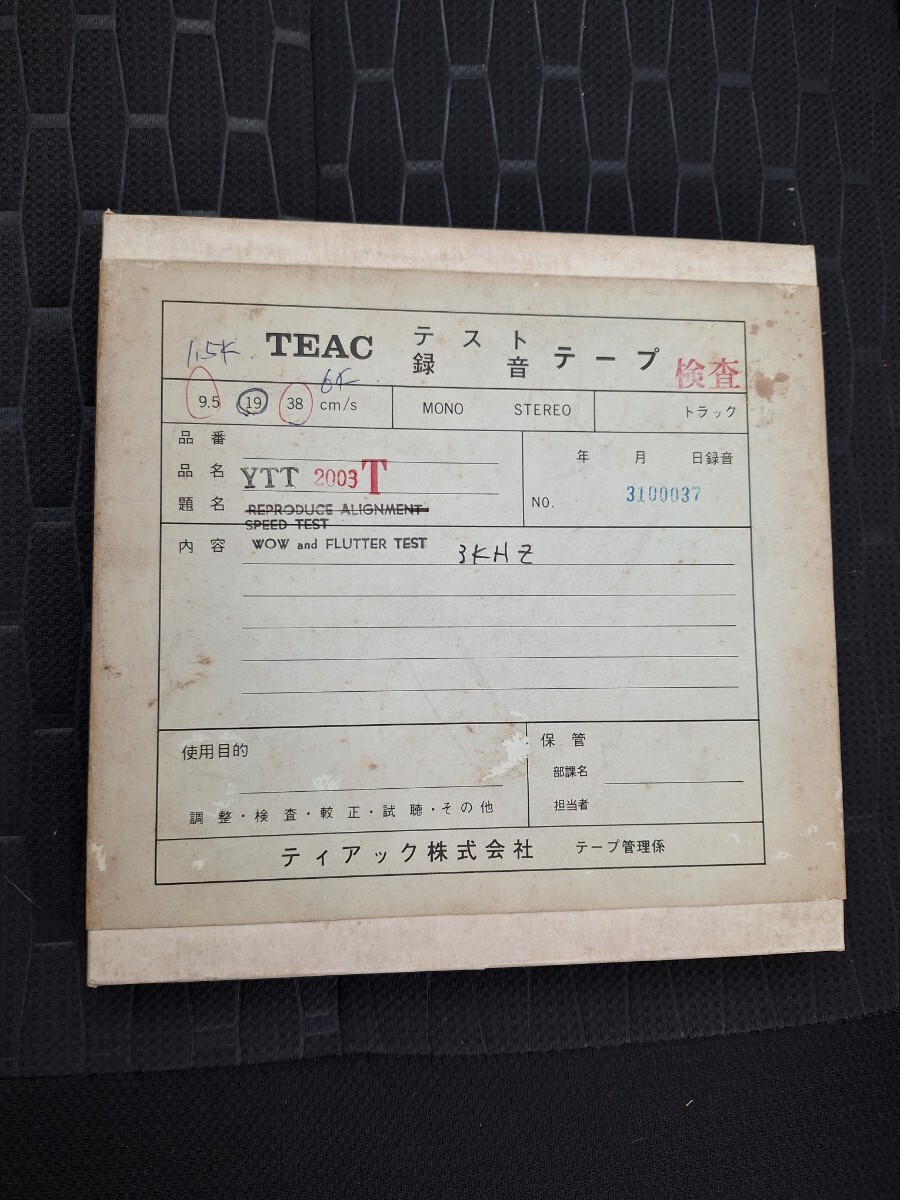 1.5K TEAC テスト録音テープ 検査
6K
9.5 19 38 cm/s MONO STEREO トラック
品番
年 月 日録音
品名 YTT 2003 T
NO. 3100037
題名 REPRODUCE ALIGNMENT
SPEED TEST
内容 WOW and FLUTTER TEST 3KHZ
使用目的
保管
部課名
調整・検査・較正・試聴・その他
担当者
ティアック株式会社 テープ管理係